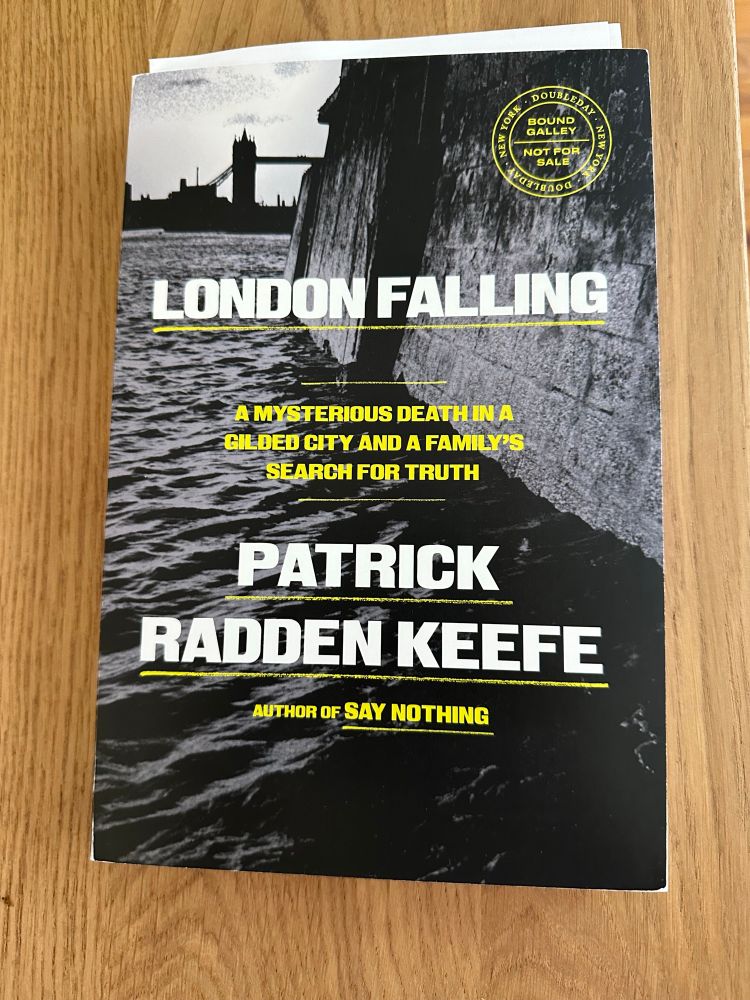 DOUBLEDAY · NEW YORK · DOUBLEDAY · NEW YORK ·
BOUND
GALLEY
NOT FOR
SALE
LONDON FALLING
A MYSTERIOUS DEATH IN A
GILDED CITY AND A FAMILY'S
SEARCH FOR TRUTH
PATRICK
RADDEN KEEFE
AUTHOR OF SAY NOTHING